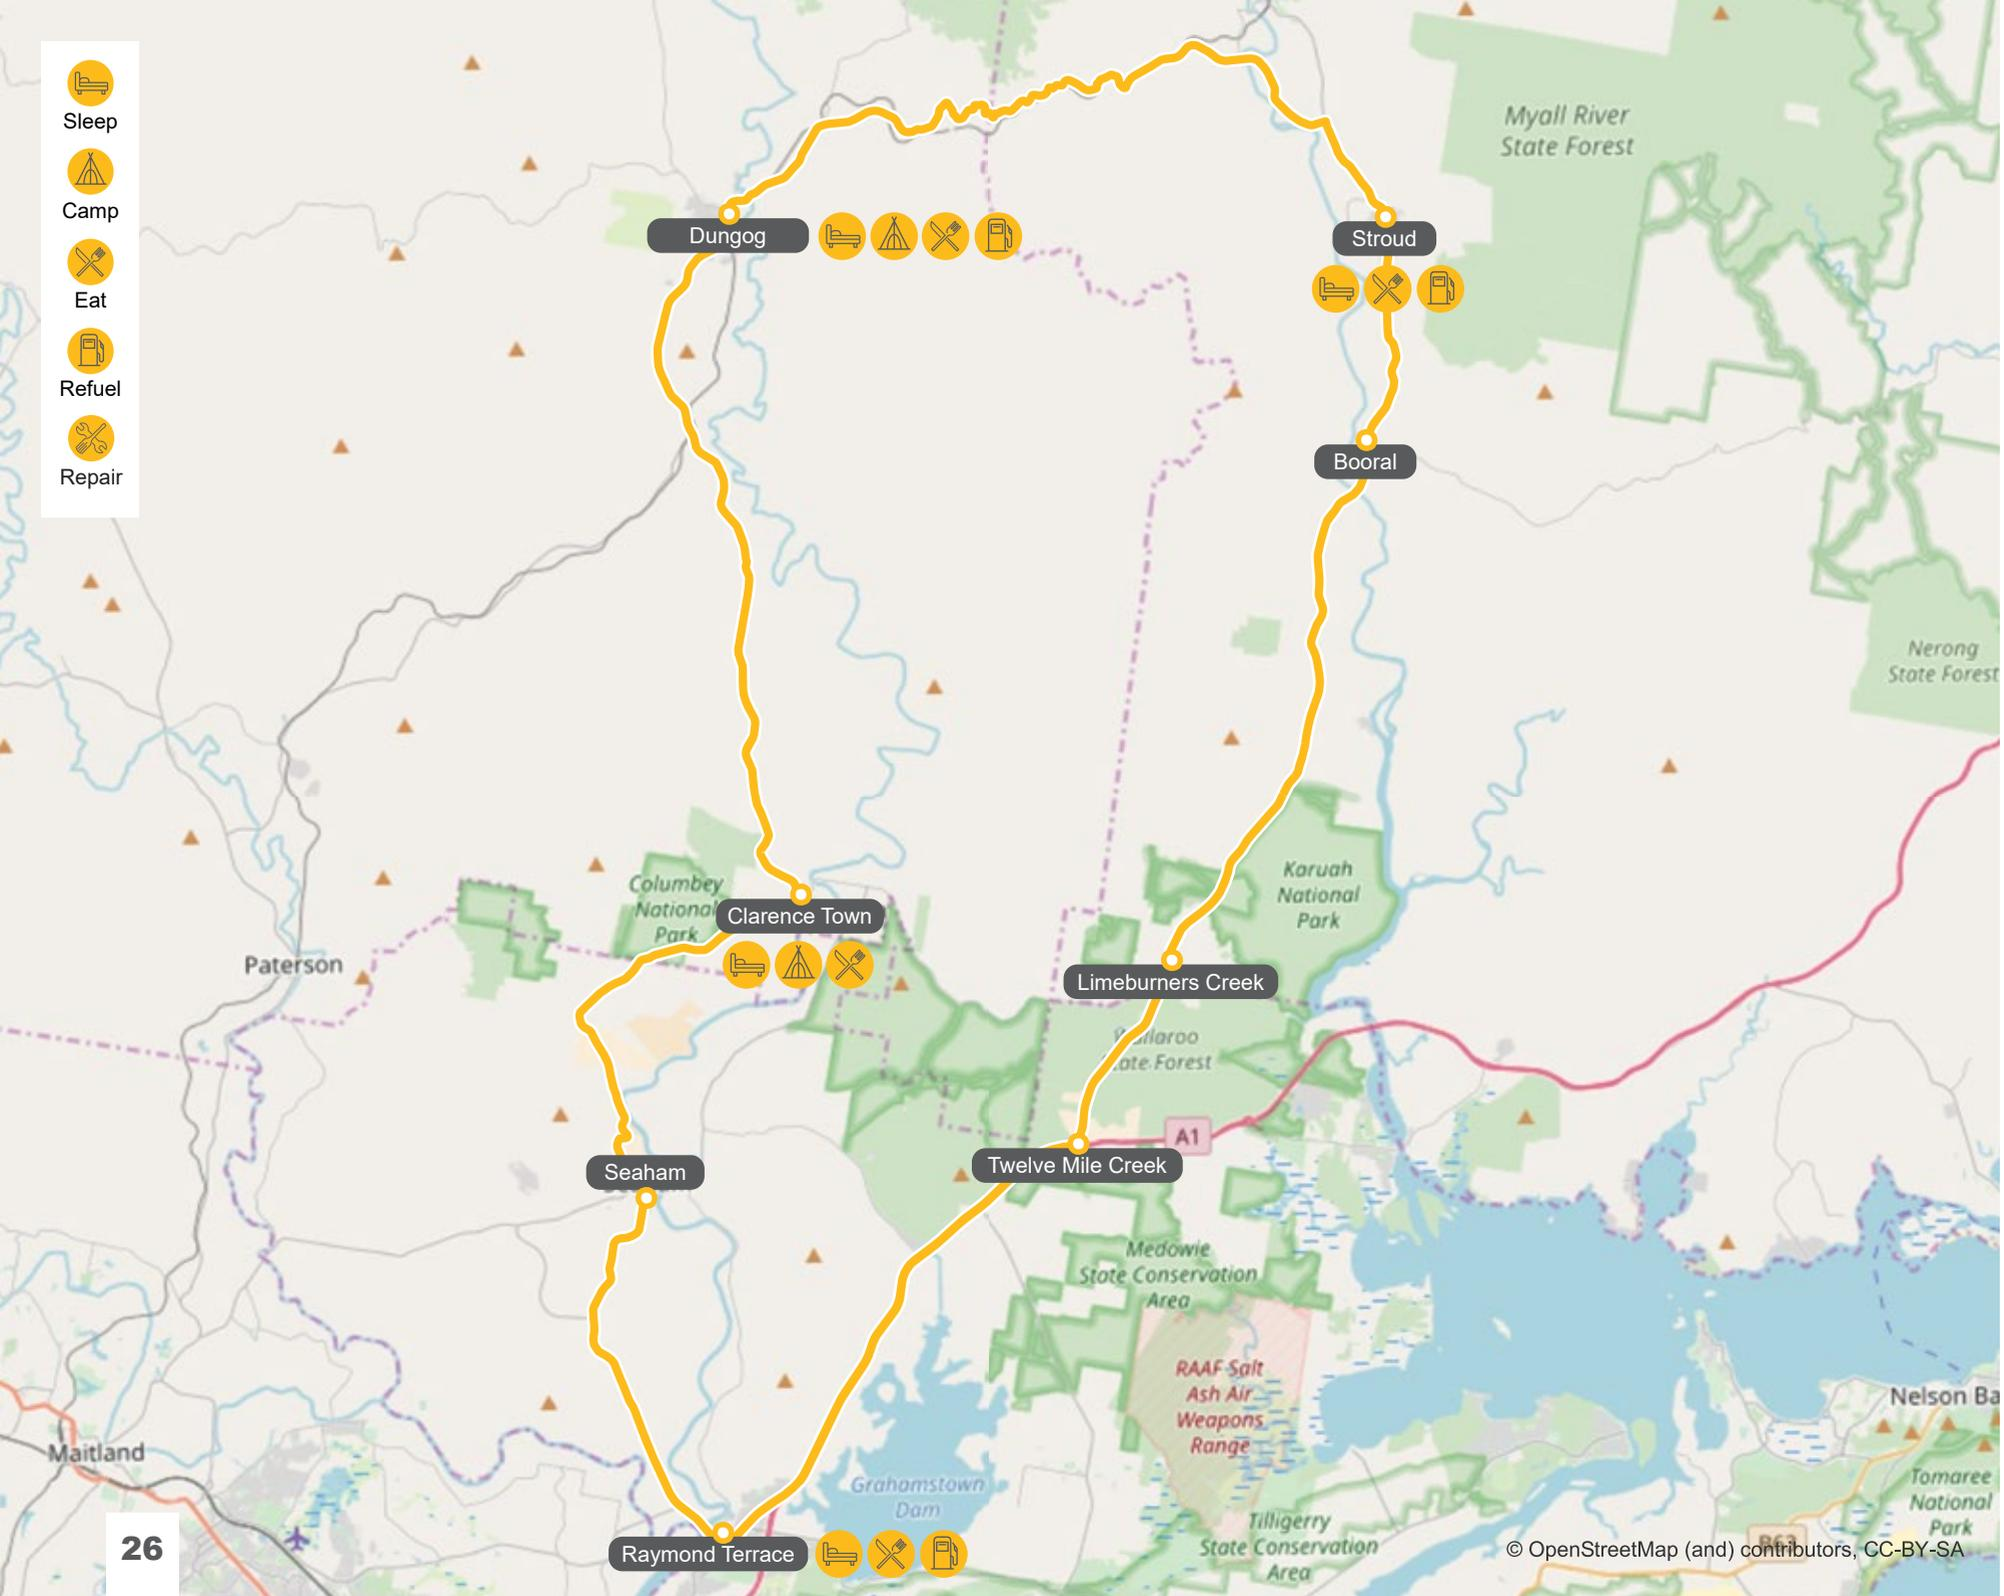 Sleep
Camp
Eat
Refuel
Repair
Myall River
State Forest
Dungog
Stroud
Booral
Nerong
State Forest
Columbey
National
Park
Clarence Town
Karuah
National
Park
Paterson
Limeburners Creek
A1
Twelve Mile Creek
Seaham
Medowie
State Conservation
Area
RAAF Salt
Ash Air
Weapons
Range
Nelson Ba
Maitland
Grahamstown
Dam
Tomaree
National
Park
Tilligerry
State Conservation
Area
Raymond Terrace
26
© OpenStreetMap (and) contributors, CC-BY-SA